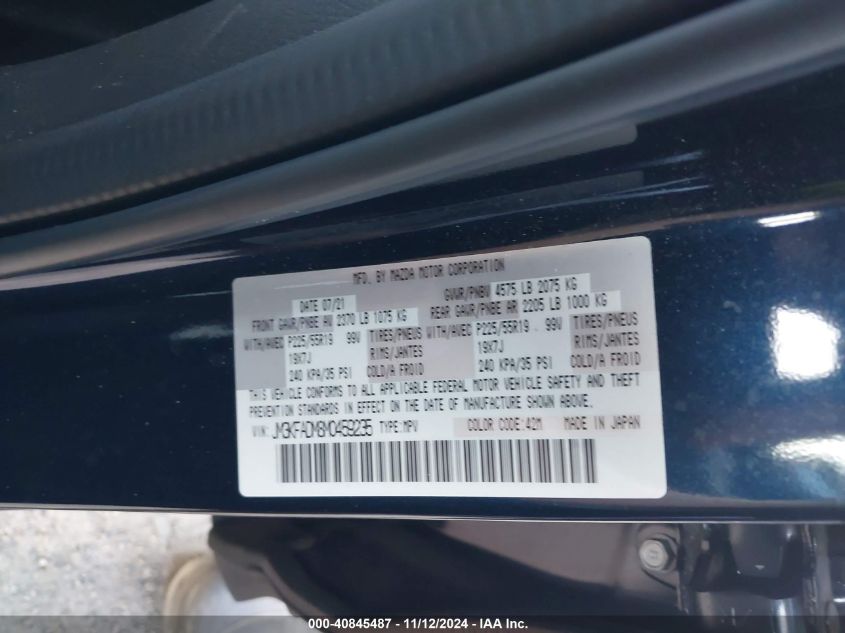 MFD. BY MAZDA MOTOR CORPORATION
DATE 07/21 GVWR/PNBV 4575 LB 2075 KG
FRONT GAWR/PNBE AV 2370 LB 1075 KG REAR GAWR/PNBE AR 2205 LB 1000 KG
WITH/AVEC P225/55R19 99V TIRES/PNEUS WITH/AVEC P225/55R19 99V TIRES/PNEUS
19X7J RIMS/JANTES 19X7J RIMS/JANTES
240 KPA/35 PSI COLD/A FROID 240 KPA/35 PSI COLD/A FROID
THIS VEHICLE CONFORMS TO ALL APPLICABLE FEDERAL MOTOR VEHICLE SAFETY AND THEFT
PREVENTION STANDARDS IN EFFECT ON THE DATE OF MANUFACTURE SHOWN ABOVE.
VIN: JM3KFADM8M0459235 TYPE:MPV COLOR CODE:42M MADE IN JAPAN
000-40845487 - 11/12/2024 - IAA Inc.